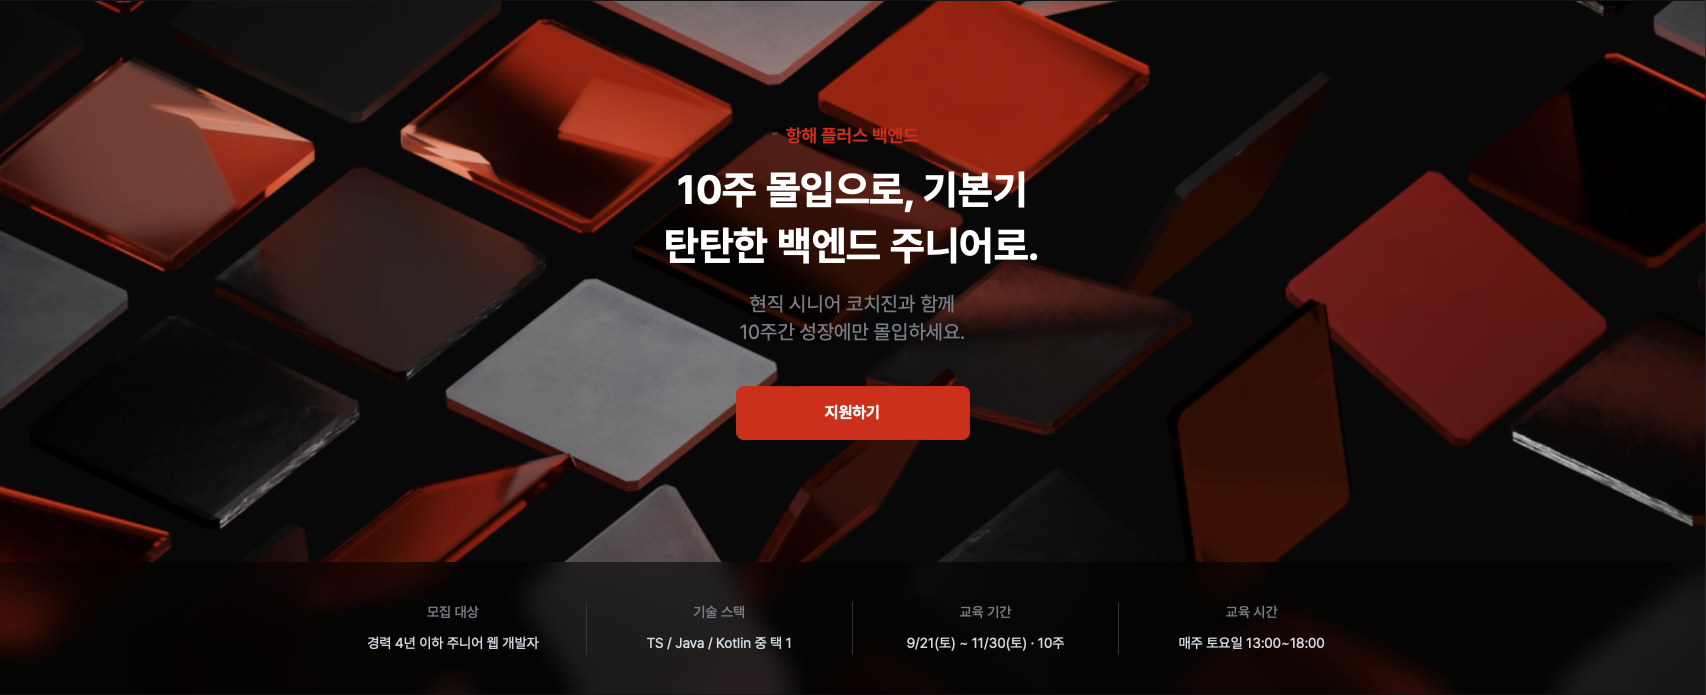 항해 플러스 백엔드
10주 몰입으로, 기본기
탄탄한 백엔드 주니어로.
현직 시니어 코치진과 함께
10주간 성장에만 몰입하세요.
지원하기
모집 대상
경력 4년 이하 주니어 웹 개발자
기술 스택
TS / Java / Kotlin 중 택 1
교육 기간
9/21(토) ~ 11/30(토) · 10주
교육 시간
매주 토요일 13:00~18:00